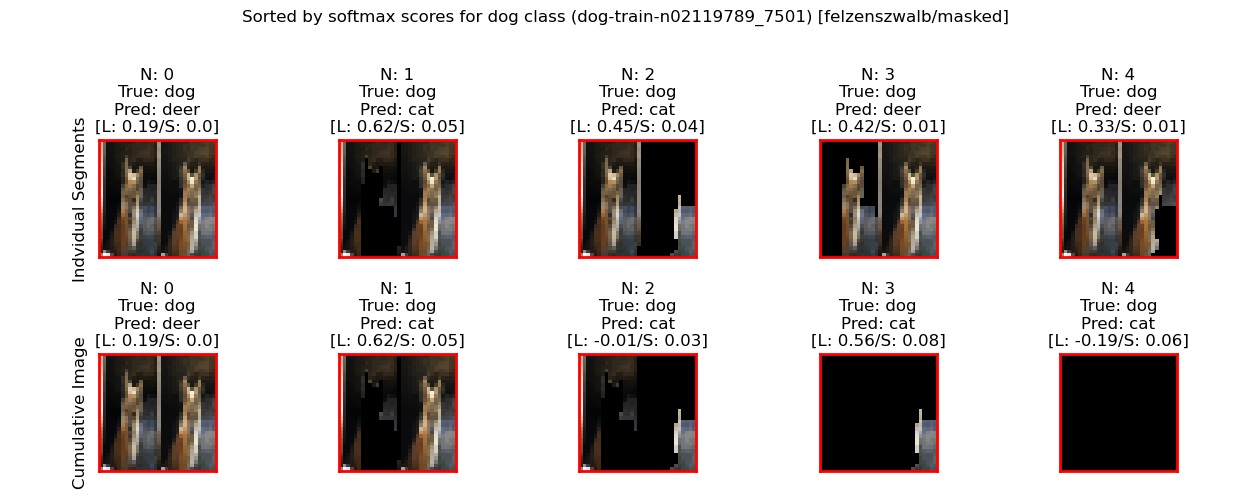 Sorted by softmax scores for dog class (dog-train-n02119789_7501) [felzenszwalb/masked]
Indvidual Segments
N: 0
True: dog
Pred: deer
[L: 0.19/S: 0.0]
N: 1
True: dog
Pred: cat
[L: 0.62/S: 0.05]
N: 2
True: dog
Pred: cat
[L: 0.45/S: 0.04]
N: 3
True: dog
Pred: deer
[L: 0.42/S: 0.01]
N: 4
True: dog
Pred: deer
[L: 0.33/S: 0.01]
Cumulative Image
N: 0
True: dog
Pred: deer
[L: 0.19/S: 0.0]
N: 1
True: dog
Pred: cat
[L: 0.62/S: 0.05]
N: 2
True: dog
Pred: cat
[L: -0.01/S: 0.03]
N: 3
True: dog
Pred: cat
[L: 0.56/S: 0.08]
N: 4
True: dog
Pred: cat
[L: -0.19/S: 0.06]